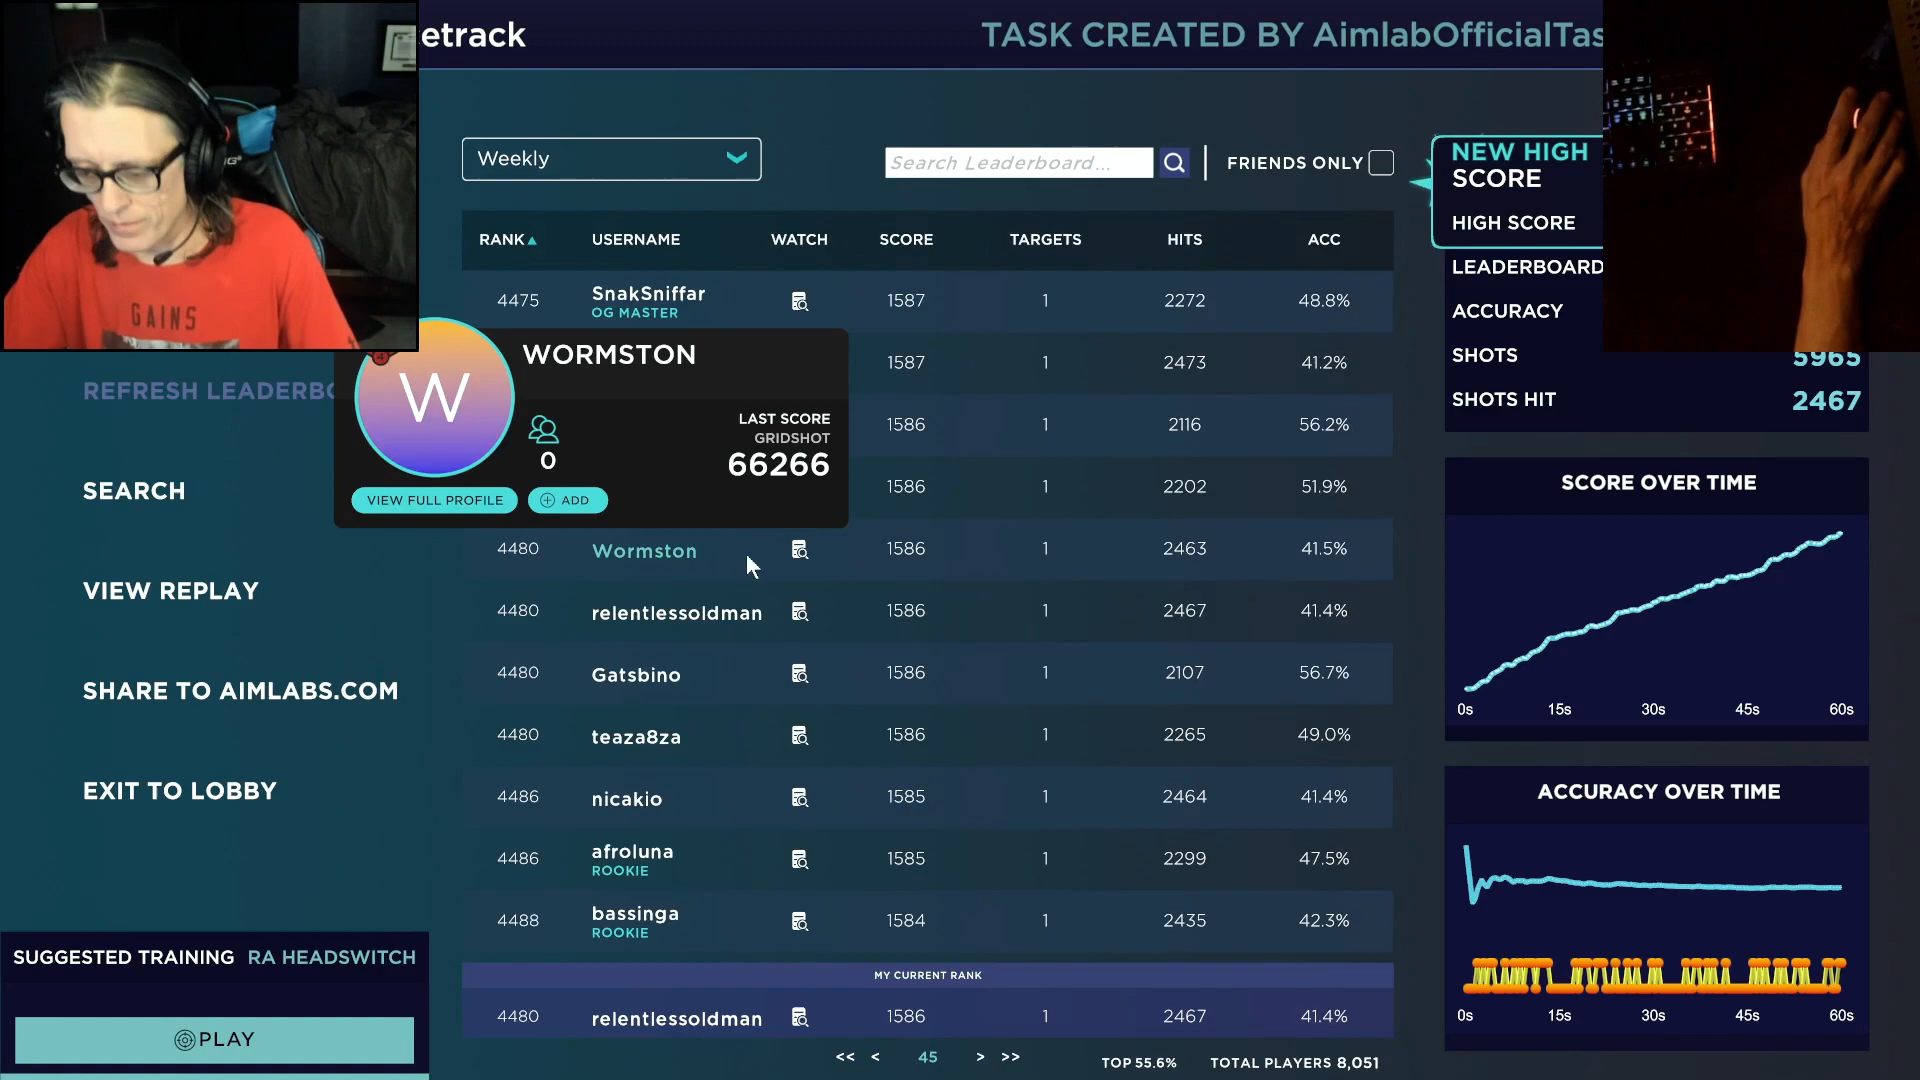 etrack
TASK CREATED BY AimlabOfficialTas
GAINS
Weekly
Search Leaderboard...
FRIENDS ONLY
NEW HIGH
SCORE
HIGH SCORE
LEADERBOARD
ACCURACY
SHOTS 5965
SHOTS HIT 2467
RANK USERNAME WATCH SCORE TARGETS HITS ACC
4475 SnakSniffar 1587 1 2272 48.8%
OG MASTER
1587 1 2473 41.2%
1586 1 2116 56.2%
1586 1 2202 51.9%
4480 Wormston 1586 1 2463 41.5%
4480 relentlessoldman 1586 1 2467 41.4%
4480 Gatsbino 1586 1 2107 56.7%
4480 teaza8za 1586 1 2265 49.0%
4486 nicakio 1585 1 2464 41.4%
4486 afroluna 1585 1 2299 47.5%
ROOKIE
4488 bassinga 1584 1 2435 42.3%
ROOKIE
MY CURRENT RANK
4480 relentlessoldman 1586 1 2467 41.4%
<< < 45 > >>
TOP 55.6% TOTAL PLAYERS 8,051
W
WORMSTON
0
LAST SCORE
GRIDSHOT
66266
VIEW FULL PROFILE
ADD
REFRESH LEADERBO
SEARCH
VIEW REPLAY
SHARE TO AIMLABS.COM
EXIT TO LOBBY
SUGGESTED TRAINING RA HEADSWITCH
PLAY
SCORE OVER TIME
0s 15s 30s 45s 60s
ACCURACY OVER TIME
0s 15s 30s 45s 60s